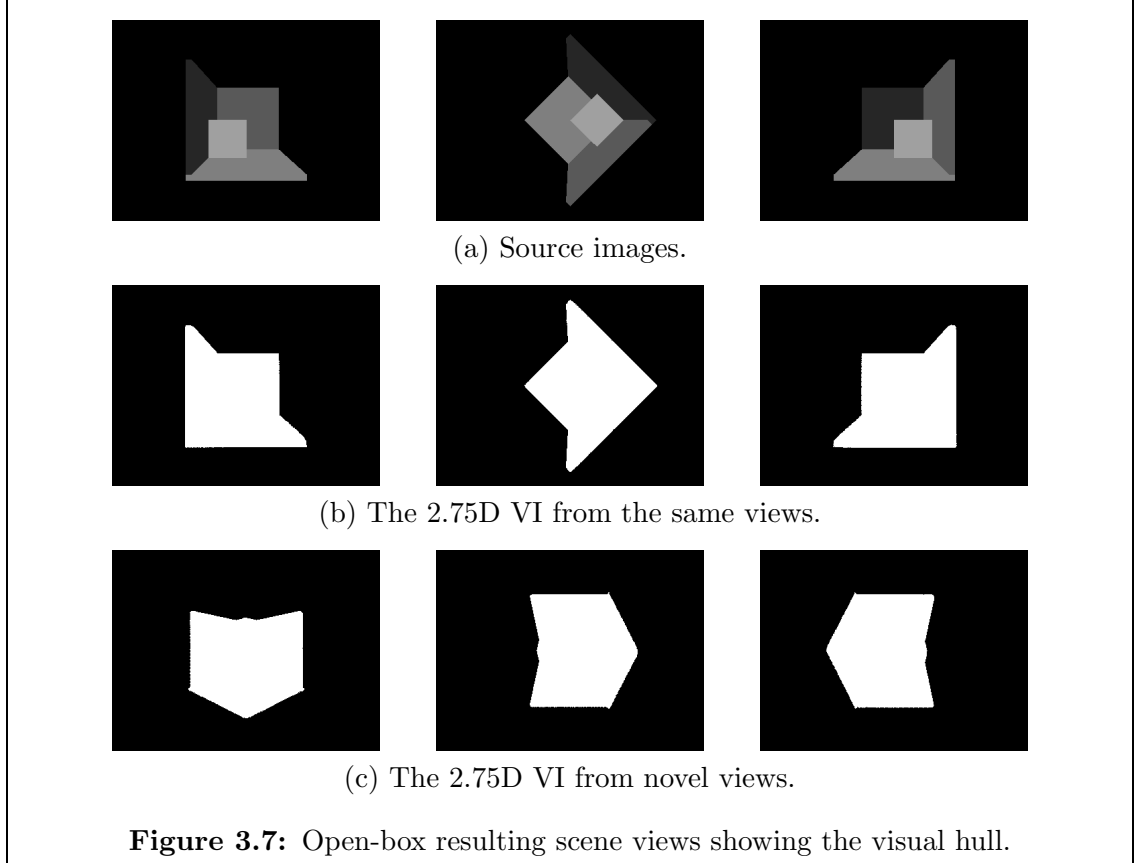 (a) Source images.
(b) The 2.75D VI from the same views.
(c) The 2.75D VI from novel views.
Figure 3.7: Open-box resulting scene views showing the visual hull.